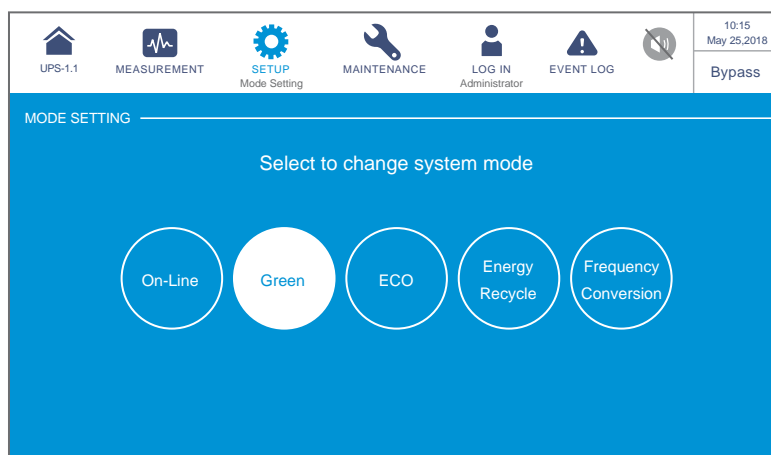 10:15
May 25,2018
UPS-1.1
MEASUREMENT
SETUP
MAINTENANCE
LOG IN
EVENT LOG
Bypass
Mode Setting
Administrator
MODE SETTING
Select to change system mode
On-Line
Green
ECO
Energy
Recycle
Frequency
Conversion